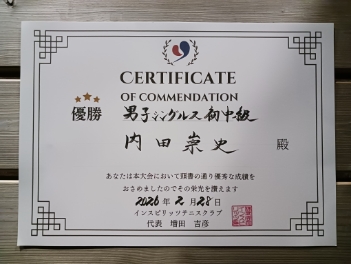 CERTIFICATE
OF COMMENDATION
優勝 男子シングルス初中級
内田崇史 殿
あなたは本大会において頭書の通り優秀な成績を
おさめましたのでその栄光を讃えます
2026年2月28日
インスピリッツテニスクラブ
代表 増田 吉彦